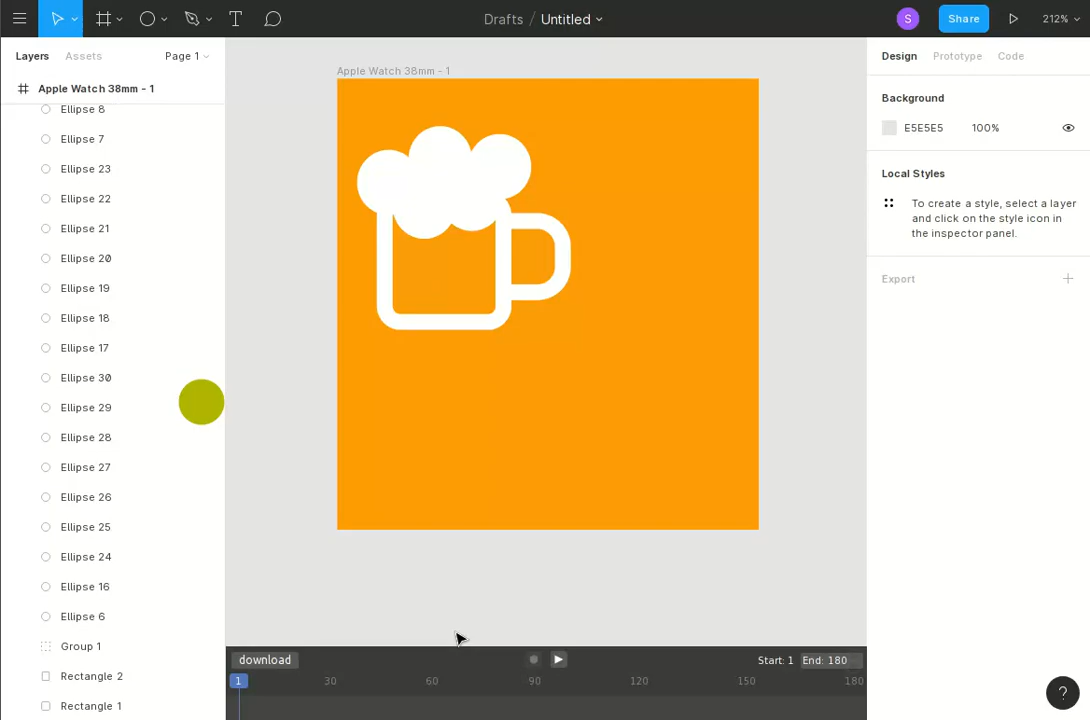 Drafts / Untitled
S
Share
212%
Layers
Assets
Page 1
Design
Prototype
Code
Apple Watch 38mm - 1
Ellipse 8
Ellipse 7
Ellipse 23
Ellipse 22
Ellipse 21
Ellipse 20
Ellipse 19
Ellipse 18
Ellipse 17
Ellipse 30
Ellipse 29
Ellipse 28
Ellipse 27
Ellipse 26
Ellipse 25
Ellipse 24
Ellipse 16
Ellipse 6
Group 1
Rectangle 2
Rectangle 1
Apple Watch 38mm - 1
Background
E5E5E5 100%
Local Styles
To create a style, select a layer
and click on the style icon in
the inspector panel.
Export
download
Start: 1 End: 180
1 30 60 90 120 150 180
?